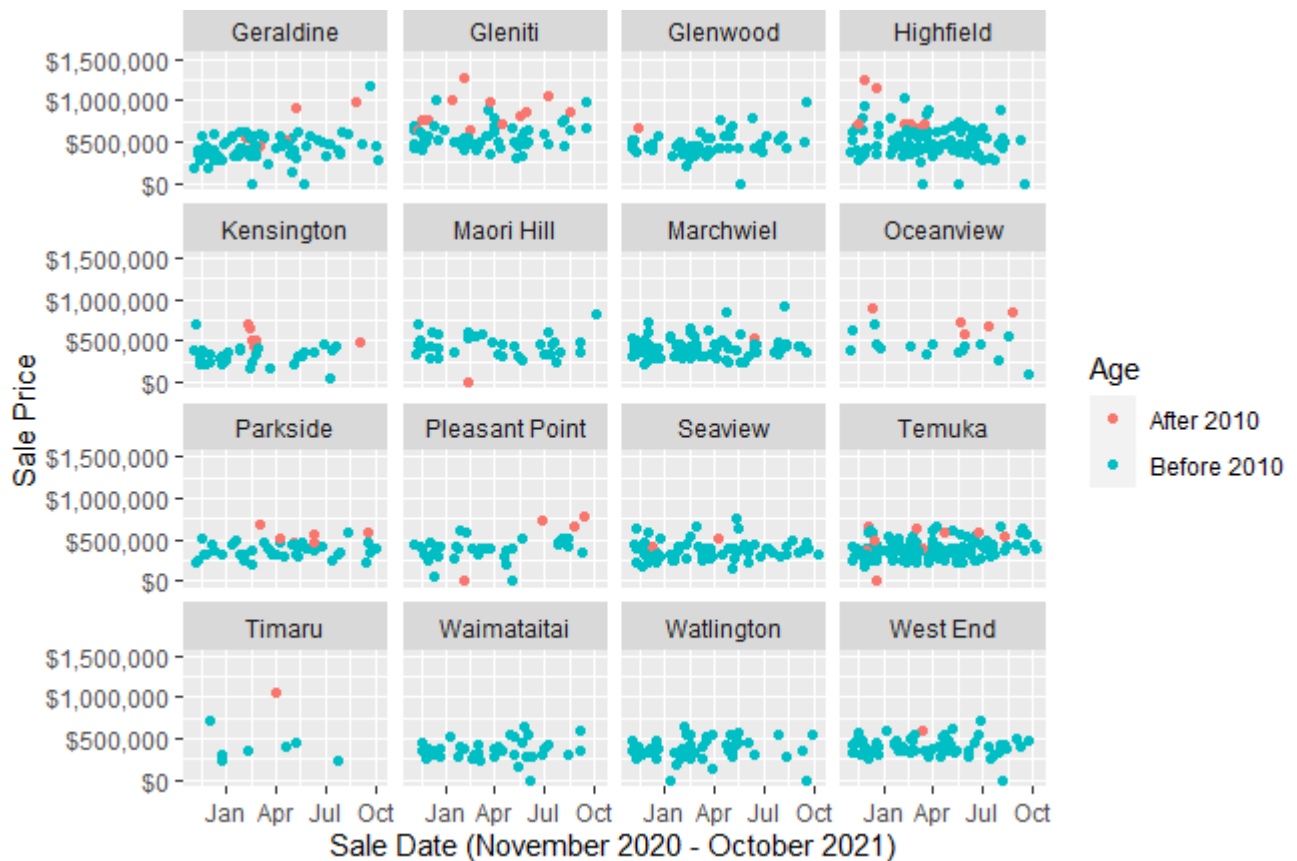 Geraldine Gleniti Glenwood Highfield
$1,500,000
$1,000,000
$500,000
$0
Kensington Maori Hill Marchwiel Oceanview
$1,500,000
$1,000,000
$500,000
$0
Parkside Pleasant Point Seaview Temuka
$1,500,000
$1,000,000
$500,000
$0
Timaru Waimataitai Watlington West End
$1,500,000
$1,000,000
$500,000
$0
Jan Apr Jul Oct Jan Apr Jul Oct Jan Apr Jul Oct Jan Apr Jul Oct
Sale Date (November 2020 - October 2021)
Sale Price
Age
After 2010
Before 2010